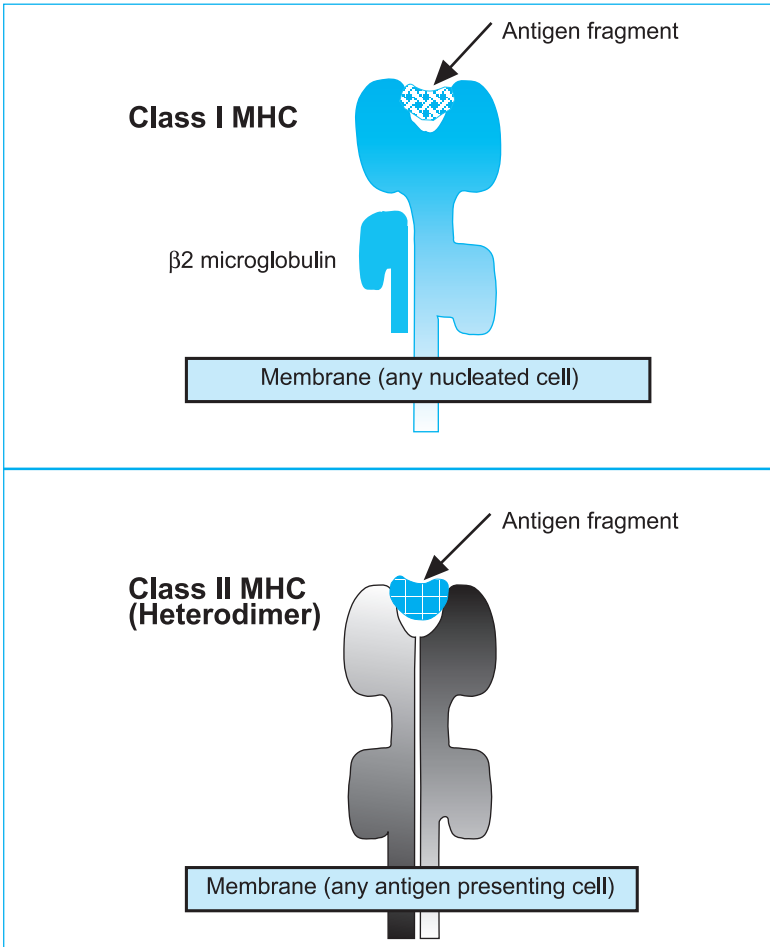 Antigen fragment
Class I MHC
β2 microglobulin
Membrane (any nucleated cell)
Antigen fragment
Class II MHC
(Heterodimer)
Membrane (any antigen presenting cell)